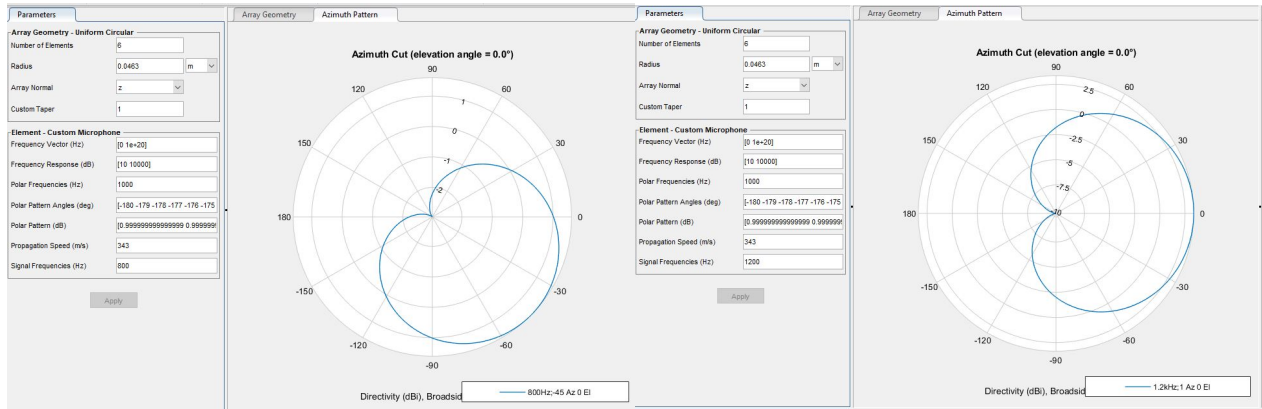 Parameters
Array Geometry - Uniform Circular
Number of Elements 6
Radius 0.0463 m
Array Normal z
Custom Taper 1
Element - Custom Microphone
Frequency Vector (Hz) [0 1e+20]
Frequency Response (dB) [10 10000]
Polar Frequencies (Hz) 1000
Polar Pattern Angles (deg) [-180 -179 -178 -177 -176 -175
Polar Pattern (dB) [0.999999999999999 0.9999999
Propagation Speed (m/s) 343
Signal Frequencies (Hz) 800
Apply
Array Geometry Azimuth Pattern
Azimuth Cut (elevation angle = 0.0°)
90
120 60
1
0
150 30
-1
-2
180 0
-150 -30
-120 -60
-90
Directivity (dBi), Broadsid
800Hz;-45 Az 0 El
Parameters
Array Geometry - Uniform Circular
Number of Elements 6
Radius 0.0463 m
Array Normal z
Custom Taper 1
Element - Custom Microphone
Frequency Vector (Hz) [0 1e+20]
Frequency Response (dB) [10 10000]
Polar Frequencies (Hz) 1000
Polar Pattern Angles (deg) [-180 -179 -178 -177 -176 -175
Polar Pattern (dB) [0.999999999999999 0.9999999
Propagation Speed (m/s) 343
Signal Frequencies (Hz) 1200
Apply
Array Geometry Azimuth Pattern
Azimuth Cut (elevation angle = 0.0°)
90
120 2.5 60
0
150 -2.5 30
-5
-7.5
180 -10 0
-150 -30
-120 -60
-90
Directivity (dBi), Broadsid
1.2kHz;1 Az 0 El